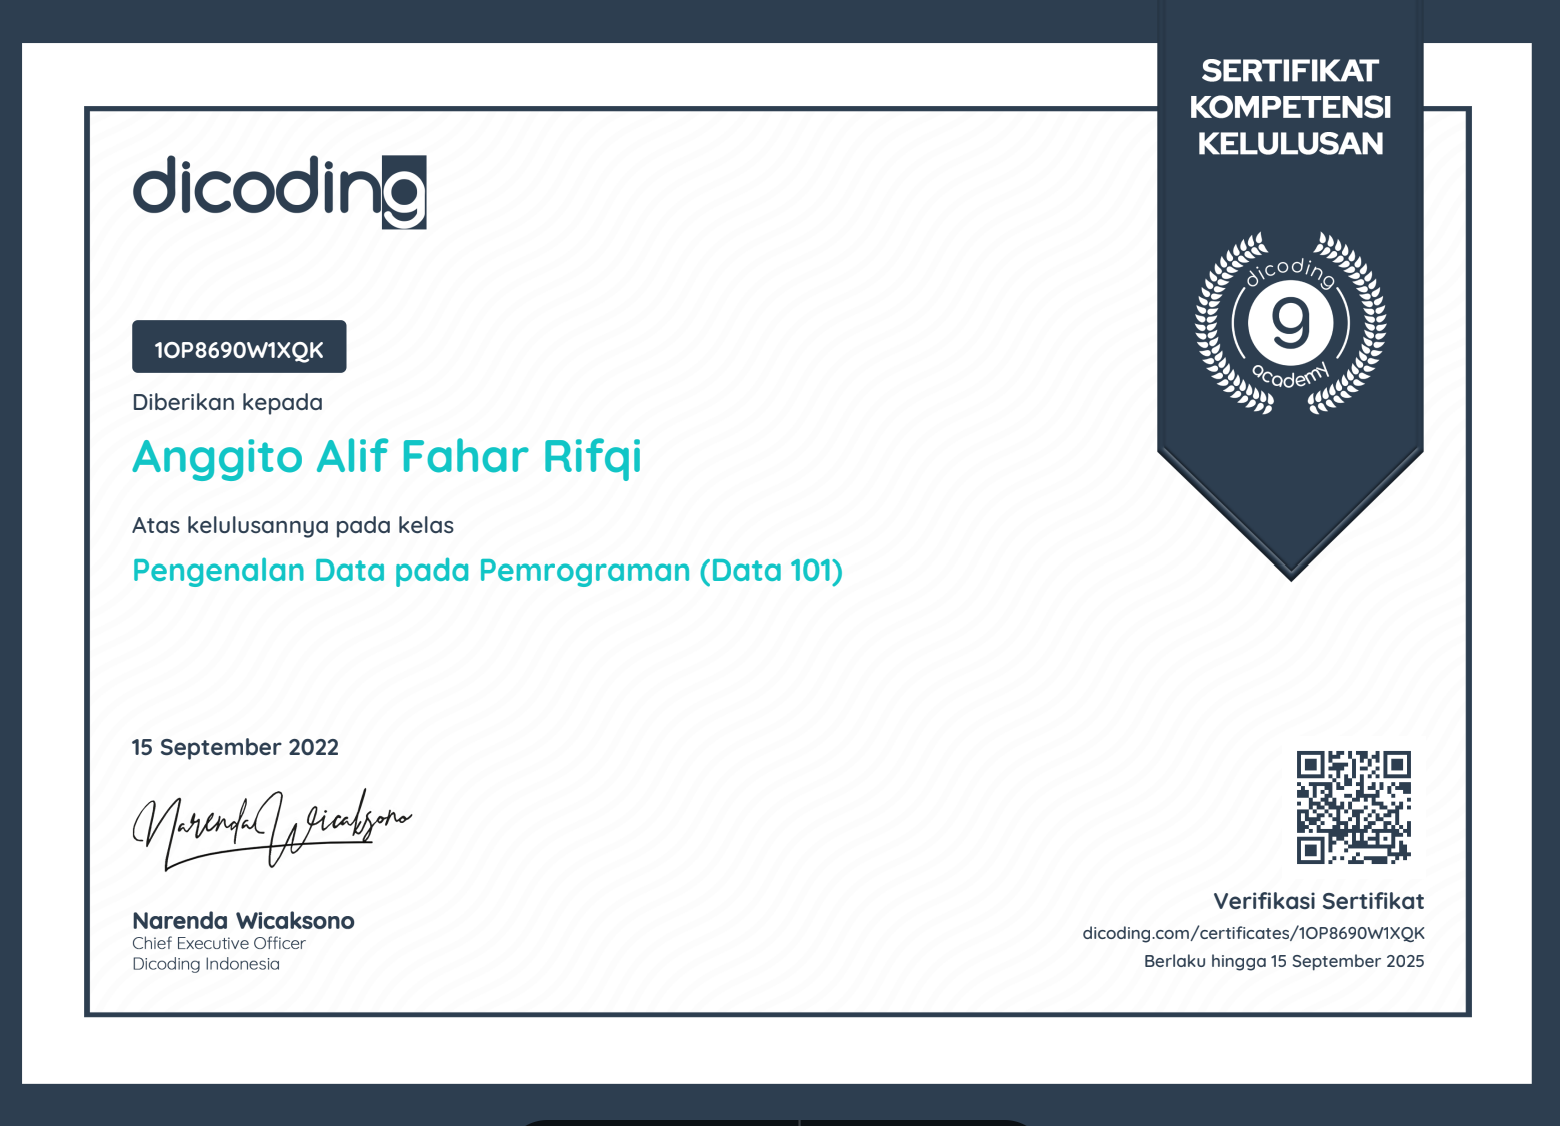 SERTIFIKAT
KOMPETENSI
KELULUSAN
dicoding
dicoding
9
academy
1OP8690W1XQK
Diberikan kepada
Anggito Alif Fahar Rifqi
Atas kelulusannya pada kelas
Pengenalan Data pada Pemrograman (Data 101)
15 September 2022
Narenda Wicaksono
Narenda Wicaksono
Chief Executive Officer
Dicoding Indonesia
Verifikasi Sertifikat
dicoding.com/certificates/1OP8690W1XQK
Berlaku hingga 15 September 2025